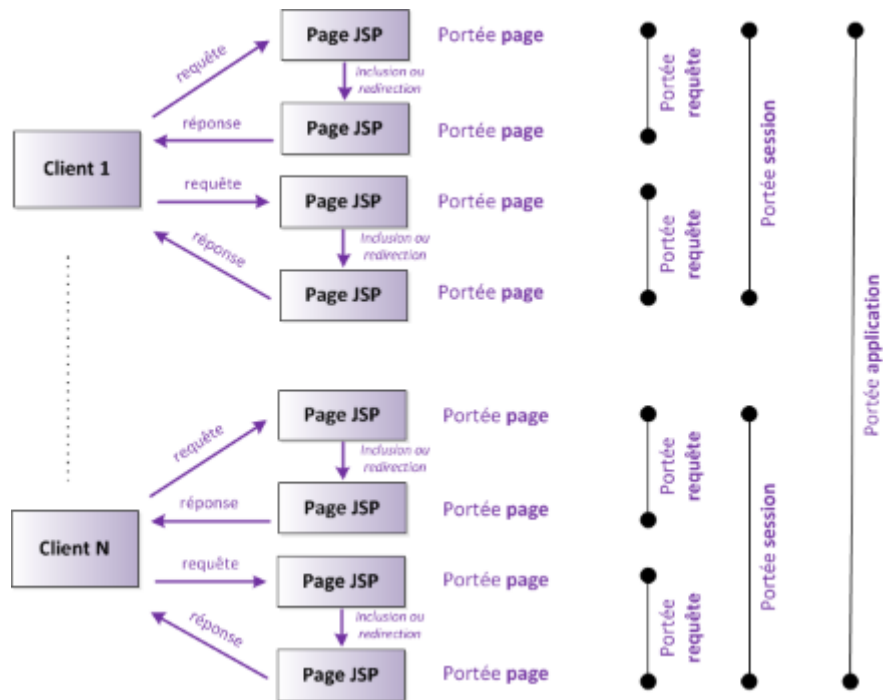 Page JSP
Portée page
requête
Inclusion ou
redirection
Page JSP
Portée page
réponse
Client 1
requête
Page JSP
Portée page
Inclusion ou
redirection
réponse
Page JSP
Portée page
Portée
requête
Portée
requête
Portée session
Portée application
Page JSP
Portée page
requête
Inclusion ou
redirection
Page JSP
Portée page
réponse
Client N
requête
Page JSP
Portée page
Inclusion ou
redirection
réponse
Page JSP
Portée page
Portée
requête
Portée
requête
Portée session